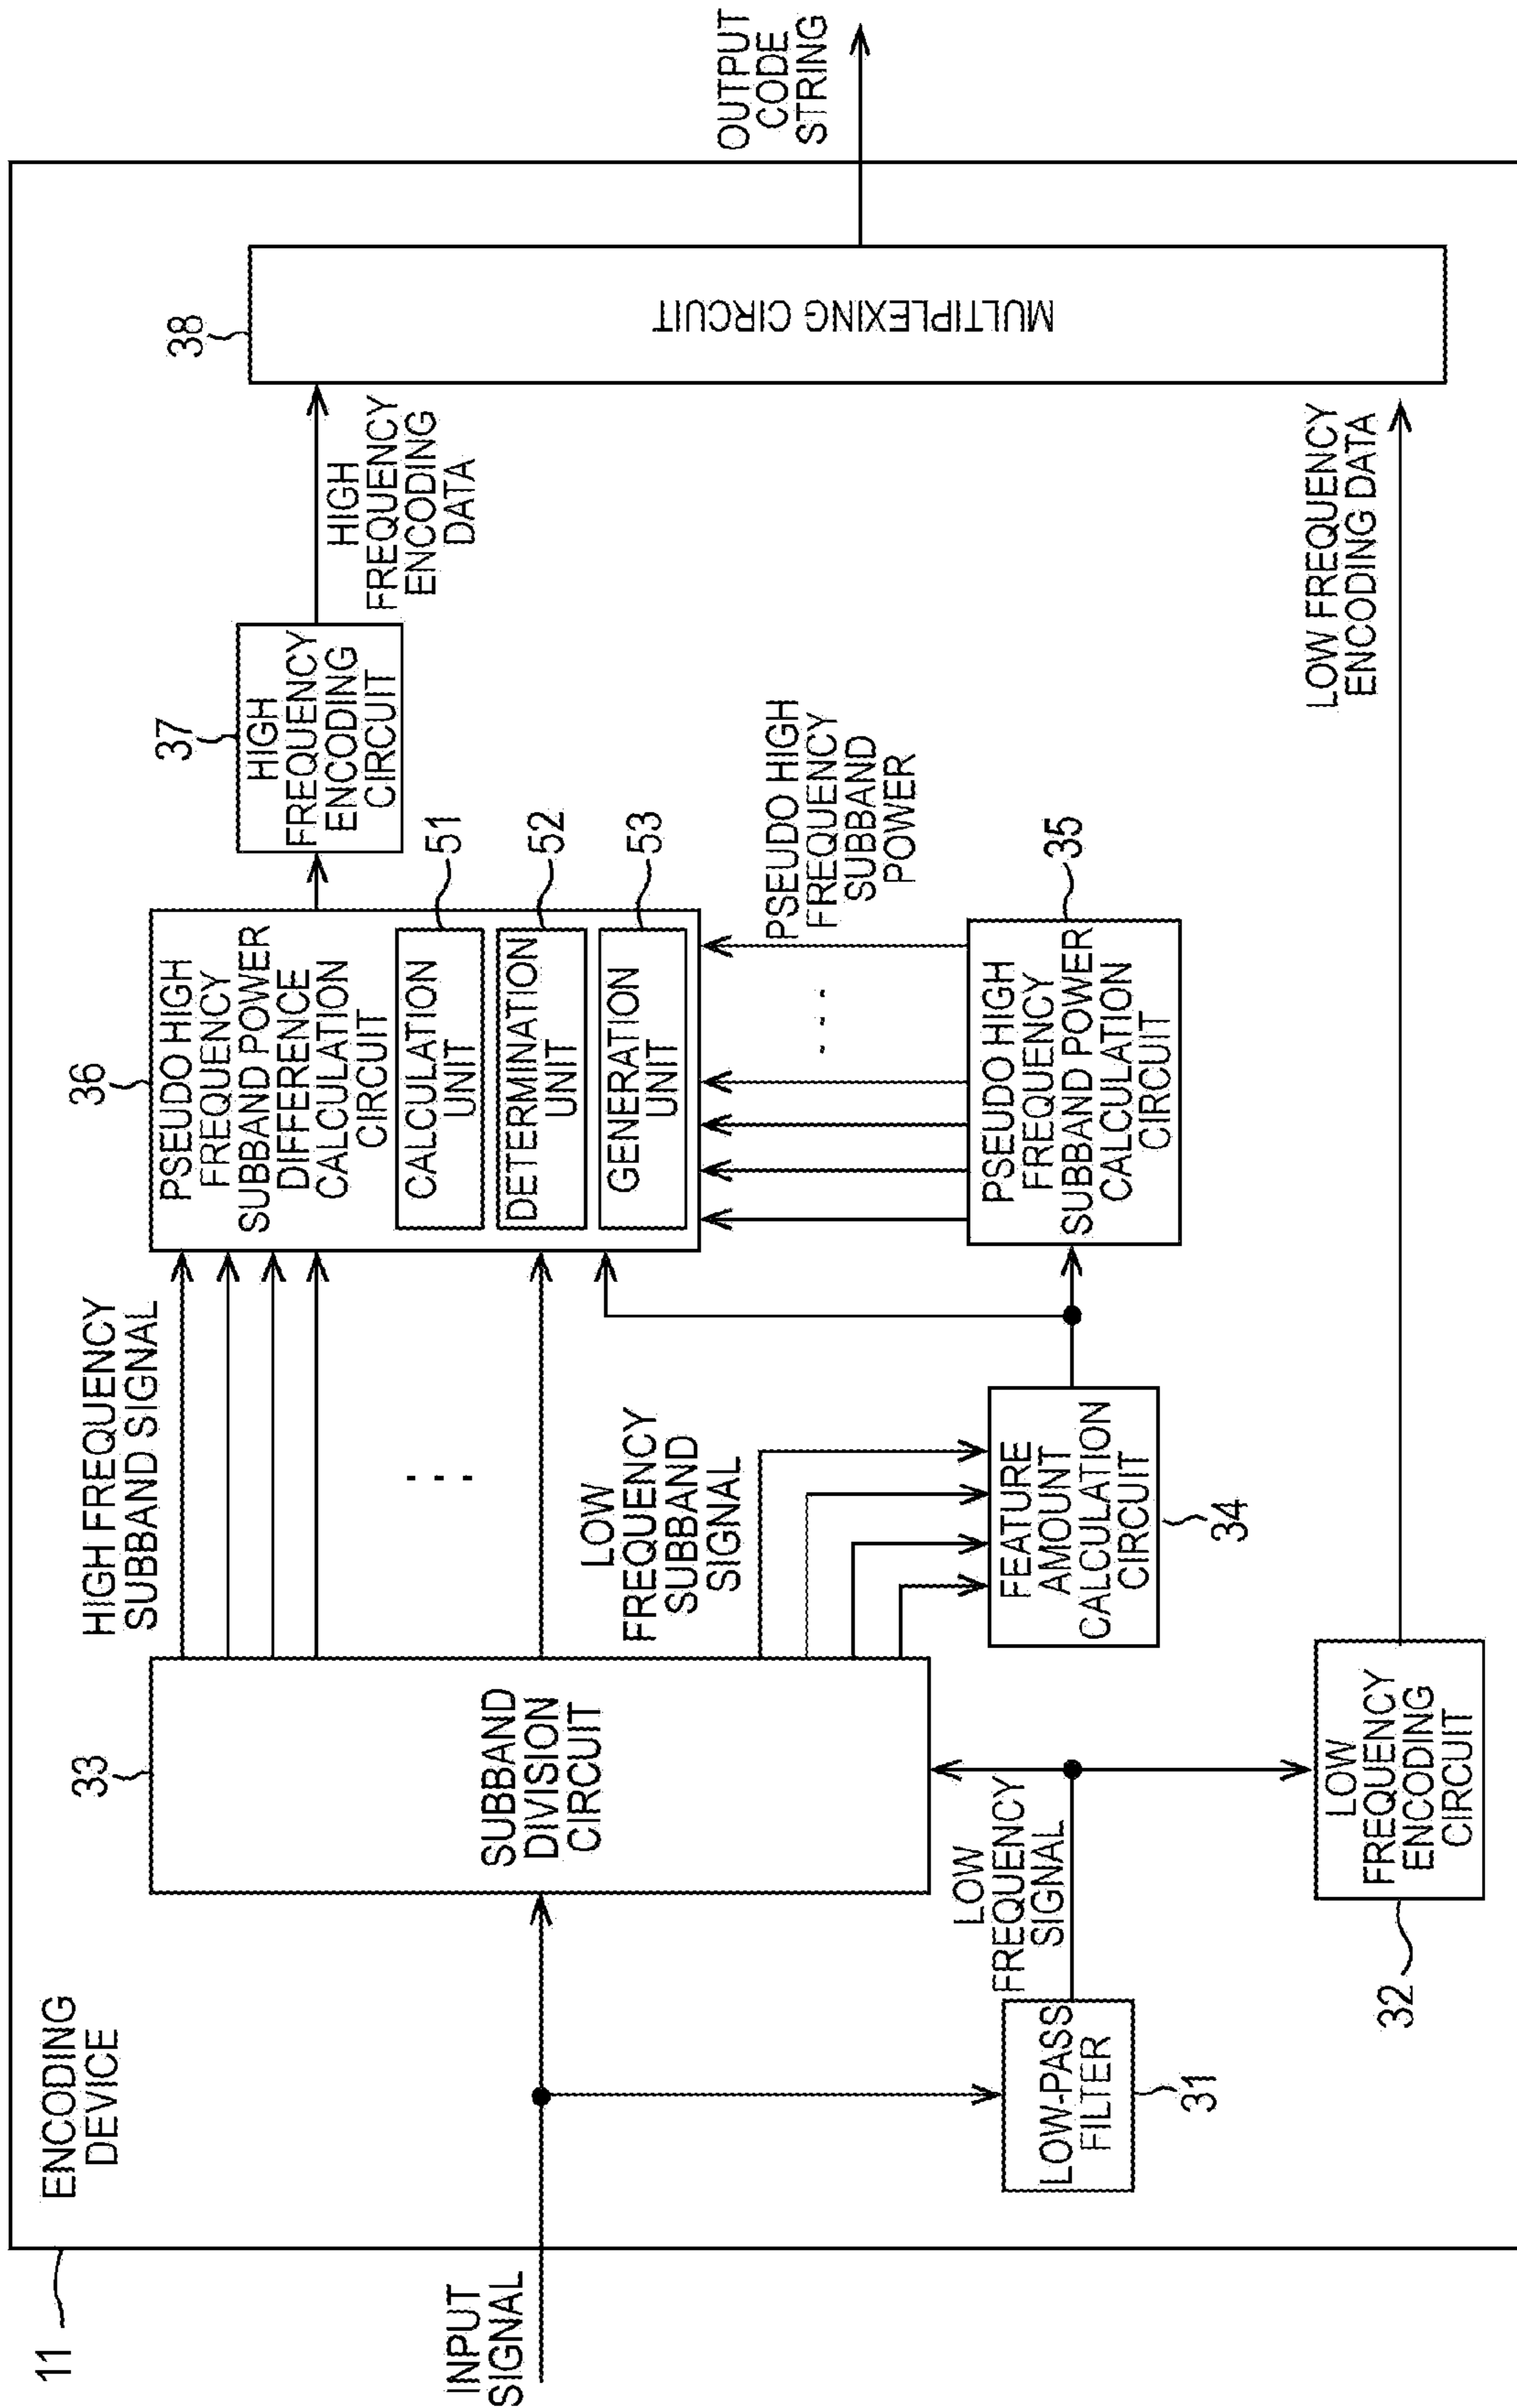 11
ENCODING
DEVICE
INPUT
SIGNAL
33
SUBBAND
DIVISION
CIRCUIT
LOW-PASS
FILTER
31
LOW
FREQUENCY
SIGNAL
LOW
FREQUENCY
ENCODING
CIRCUIT
32
HIGH FREQUENCY
SUBBAND SIGNAL
. . .
LOW
FREQUENCY
SUBBAND
SIGNAL
FEATURE
AMOUNT
CALCULATION
CIRCUIT
34
36
PSEUDO HIGH
FREQUENCY
SUBBAND POWER
DIFFERENCE
CALCULATION
CIRCUIT
CALCULATION
UNIT
51
DETERMINATION
UNIT
52
GENERATION
UNIT
53
PSEUDO HIGH
FREQUENCY
SUBBAND
POWER
. . .
35
PSEUDO HIGH
FREQUENCY
SUBBAND POWER
CALCULATION
CIRCUIT
37
HIGH
FREQUENCY
ENCODING
CIRCUIT
HIGH
FREQUENCY
ENCODING
DATA
LOW FREQUENCY
ENCODING DATA
38
MULTIPLEXING CIRCUIT
OUTPUT
CODE
STRING